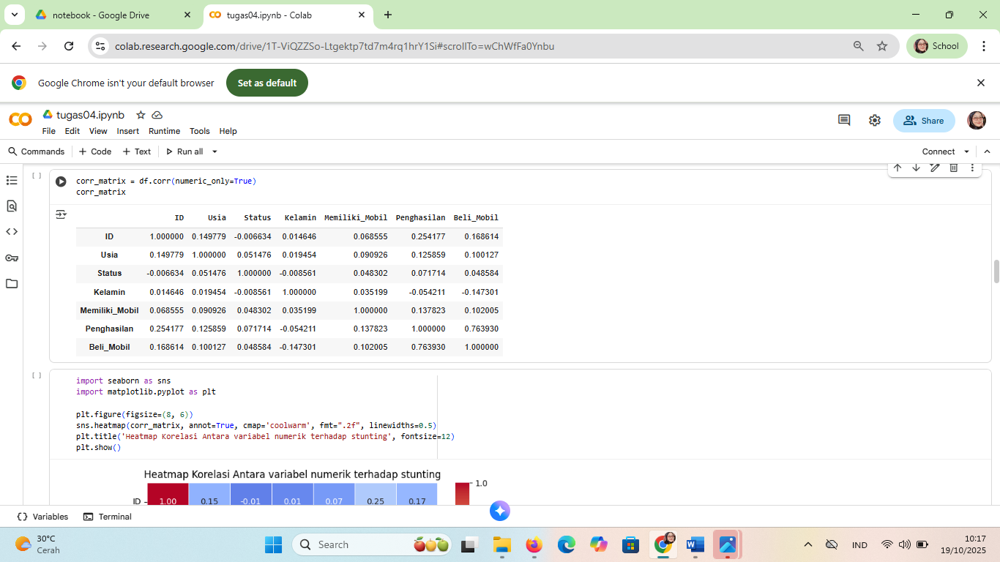 notebook - Google Drive
tugas04.ipynb - Colab
colab.research.google.com/drive/1T-ViQZZSo-Ltgektp7td7m4rq1hrY1Si#scrollTo=wChWfFa0Ynbu
School
Google Chrome isn't your default browser
Set as default
CO
tugas04.ipynb
File Edit View Insert Runtime Tools Help
Share
Commands + Code + Text Run all
Connect
[ ]
corr_matrix = df.corr(numeric_only=True)
corr_matrix
ID Usia Status Kelamin Memiliki_Mobil Penghasilan Beli_Mobil
ID 1.000000 0.149779 -0.006634 0.014646 0.068555 0.254177 0.168614
Usia 0.149779 1.000000 0.051476 0.019454 0.090926 0.125859 0.100127
Status -0.006634 0.051476 1.000000 -0.008561 0.048302 0.071714 0.048584
Kelamin 0.014646 0.019454 -0.008561 1.000000 0.035199 -0.054211 -0.147301
Memiliki_Mobil 0.068555 0.090926 0.048302 0.035199 1.000000 0.137823 0.102005
Penghasilan 0.254177 0.125859 0.071714 -0.054211 0.137823 1.000000 0.763930
Beli_Mobil 0.168614 0.100127 0.048584 -0.147301 0.102005 0.763930 1.000000
[ ]
import seaborn as sns
import matplotlib.pyplot as plt
plt.figure(figsize=(8, 6))
sns.heatmap(corr_matrix, annot=True, cmap='coolwarm', fmt=".2f", linewidths=0.5)
plt.title('Heatmap Korelasi Antara variabel numerik terhadap stunting', fontsize=12)
plt.show()
Heatmap Korelasi Antara variabel numerik terhadap stunting
1.0
ID 1.00 0.15 -0.01 0.01 0.07 0.25 0.17
{} Variables Terminal
30°C
Cerah
Search
IND
10:17
19/10/2025